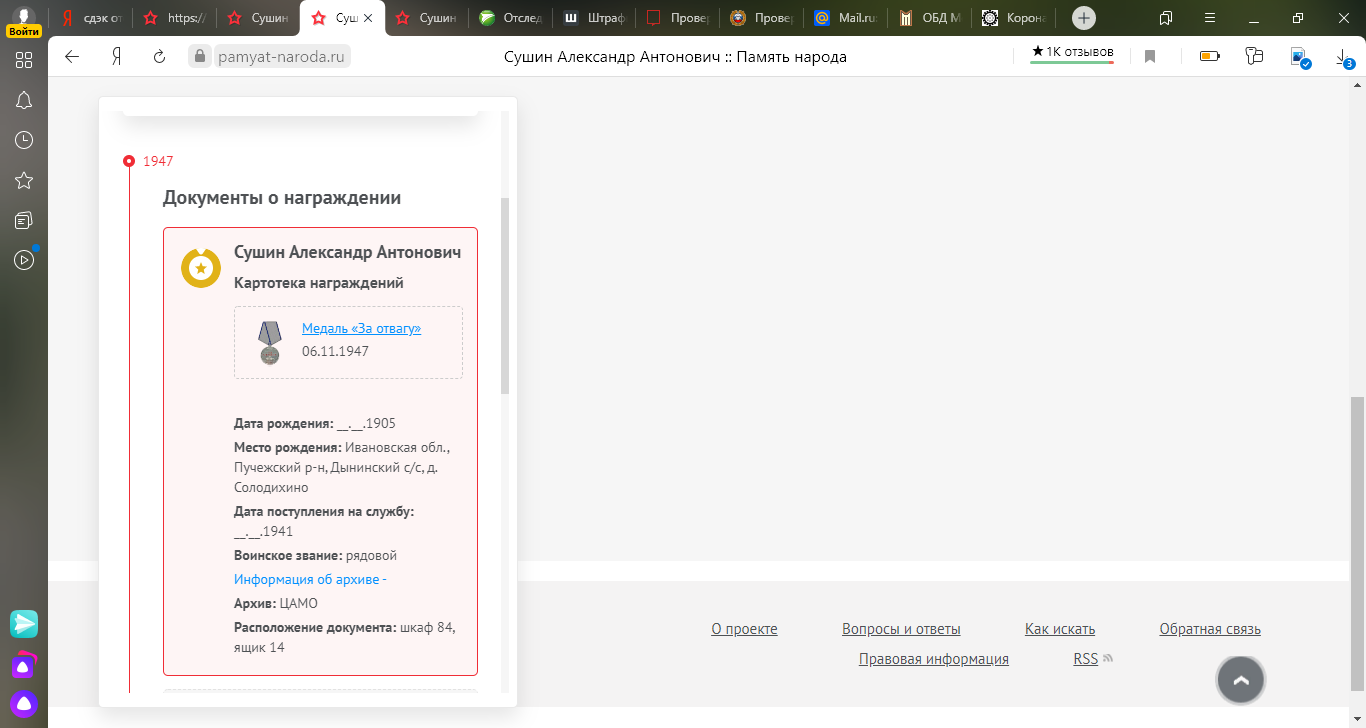 Войти
сдэк от
https://
Сушин
Суш
Сушин
Отслед
Ш
Штраф
Провер
Провер
Mail.ru:
ОБД М
Корона
pamyat-naroda.ru
Сушин Александр Антонович :: Память народа
★ 1K отзывов
3
1947
Документы о награждении
Сушин Александр Антонович
Картотека награждений
Медаль «За отвагу»
06.11.1947
Дата рождения: __.__.1905
Место рождения: Ивановская обл.,
Пучежский р-н, Дынинский с/с, д.
Солодихино
Дата поступления на службу:
__.__.1941
Воинское звание: рядовой
Информация об архиве -
Архив: ЦАМО
Расположение документа: шкаф 84,
ящик 14
О проекте
Вопросы и ответы
Как искать
Обратная связь
Правовая информация
RSS